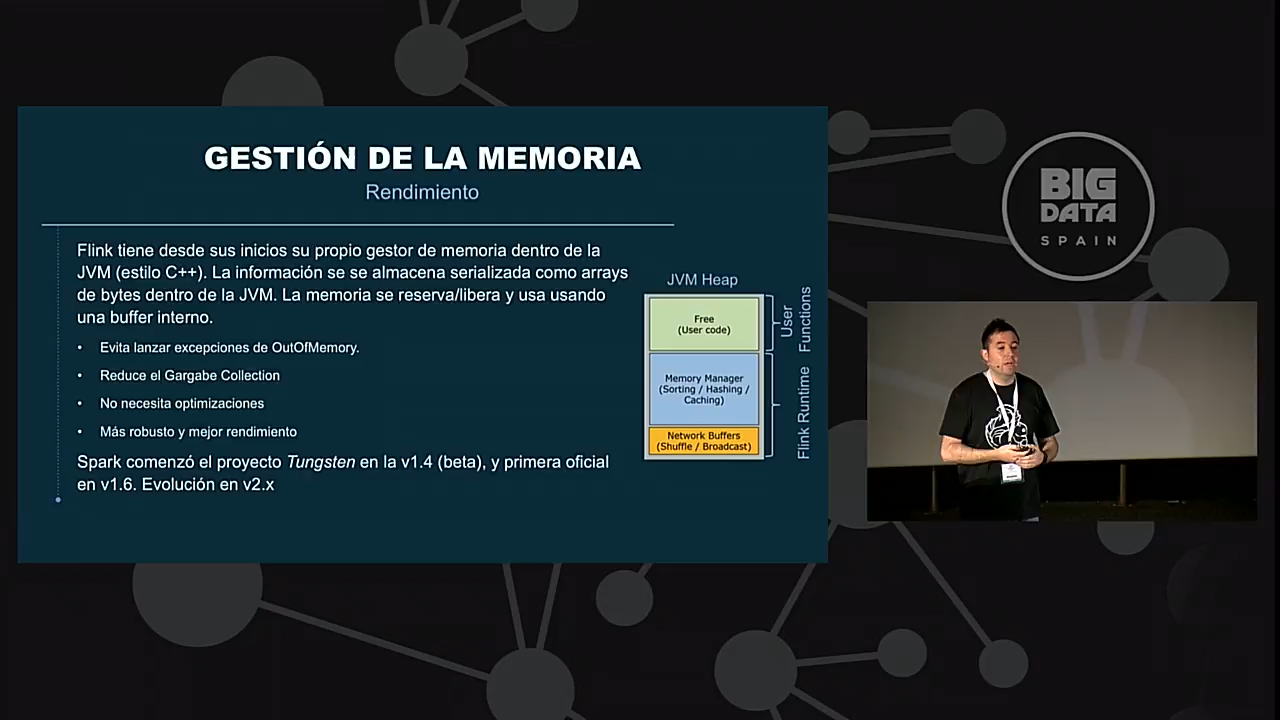 GESTIÓN DE LA MEMORIA
Rendimiento
Flink tiene desde sus inicios su propio gestor de memoria dentro de la
JVM (estilo C++). La información se se almacena serializada como arrays
de bytes dentro de la JVM. La memoria se reserva/libera y usa usando
una buffer interno.
• Evita lanzar excepciones de OutOfMemory.
• Reduce el Gargabe Collection
• No necesita optimizaciones
• Más robusto y mejor rendimiento
Spark comenzó el proyecto Tungsten en la v1.4 (beta), y primera oficial
en v1.6. Evolución en v2.x
JVM Heap
Free
(User code)
Memory Manager
(Sorting / Hashing /
Caching)
Network Buffers
(Shuffle / Broadcast)
User
Functions
Flink Runtime
BIG
DATA
SPAIN